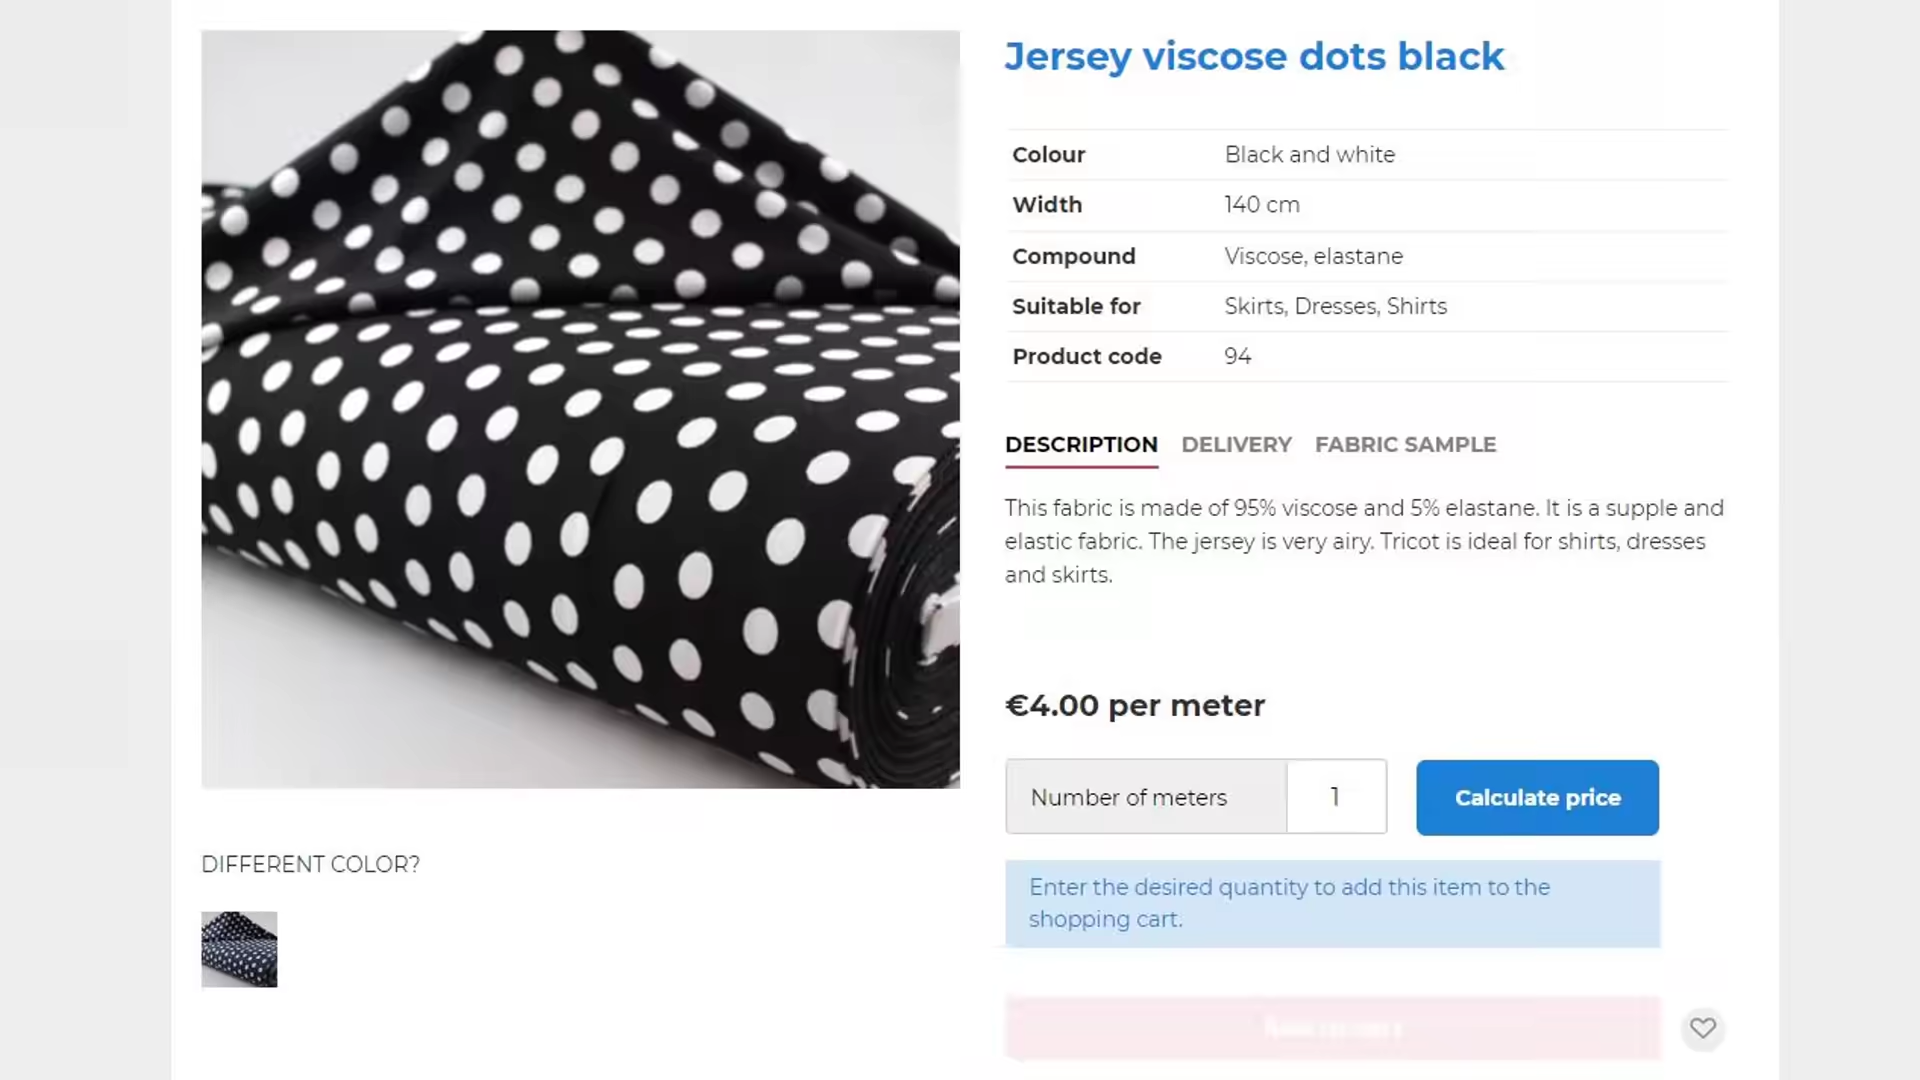 Jersey viscose dots black
Colour Black and white
Width 140 cm
Compound Viscose, elastane
Suitable for Skirts, Dresses, Shirts
Product code 94
DESCRIPTION DELIVERY FABRIC SAMPLE
This fabric is made of 95% viscose and 5% elastane. It is a supple and
elastic fabric. The jersey is very airy. Tricot is ideal for shirts, dresses
and skirts.
€4.00 per meter
Number of meters 1 Calculate price
Enter the desired quantity to add this item to the
shopping cart.
DIFFERENT COLOR?